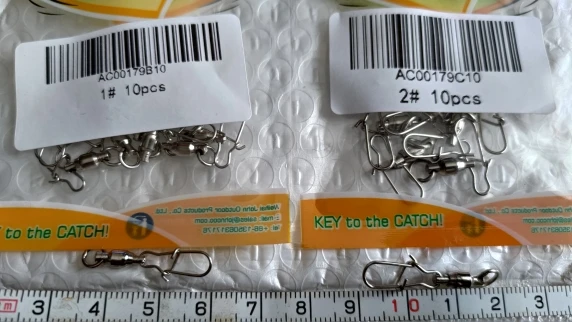 AC00179B10
1# 10pcs
AC00179C10
2# 10pcs
to the CATCH!
KEY to the CATCH!
m 3 4 5 6 7 8 9 10 1 2 3